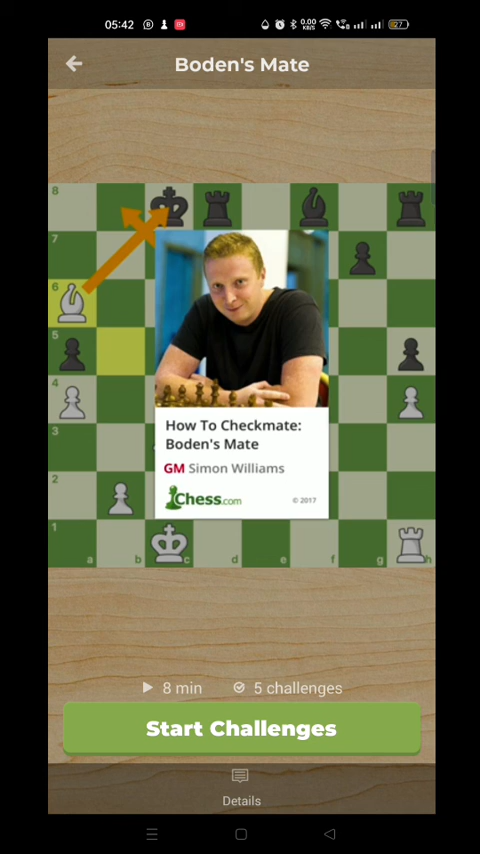 05:42
0.00
KB/S
27
Boden's Mate
8
7
6
5
4
3
2
1
How To Checkmate:
Boden's Mate
GM Simon Williams
Chess.com © 2017
a b c d e f g h
8 min 5 challenges
Start Challenges
Details